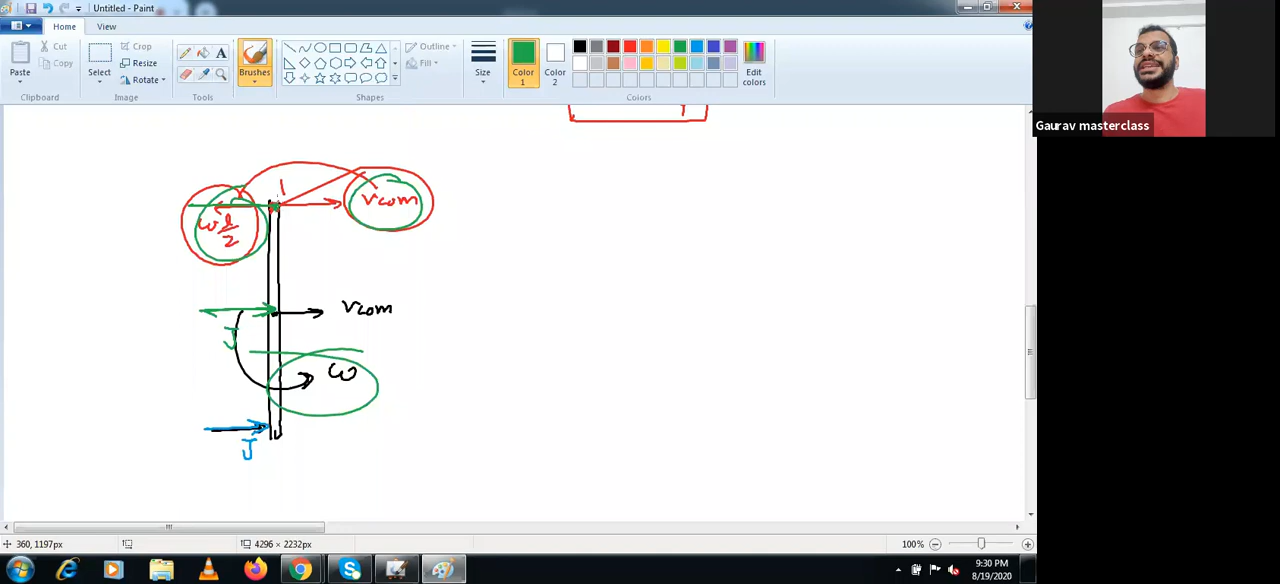 Untitled - Paint
Home
View
Paste
Cut
Copy
Clipboard
Select
Crop
Resize
Rotate
Image
A
Tools
Brushes
Outline
Fill
Shapes
Size
Color 1
Color 2
Edit colors
Colors
Gaurav masterclass
1
vcom
ωl/2
vcom
J
ω
J
360, 1197px
4296 × 2232px
100%
9:30 PM
8/19/2020